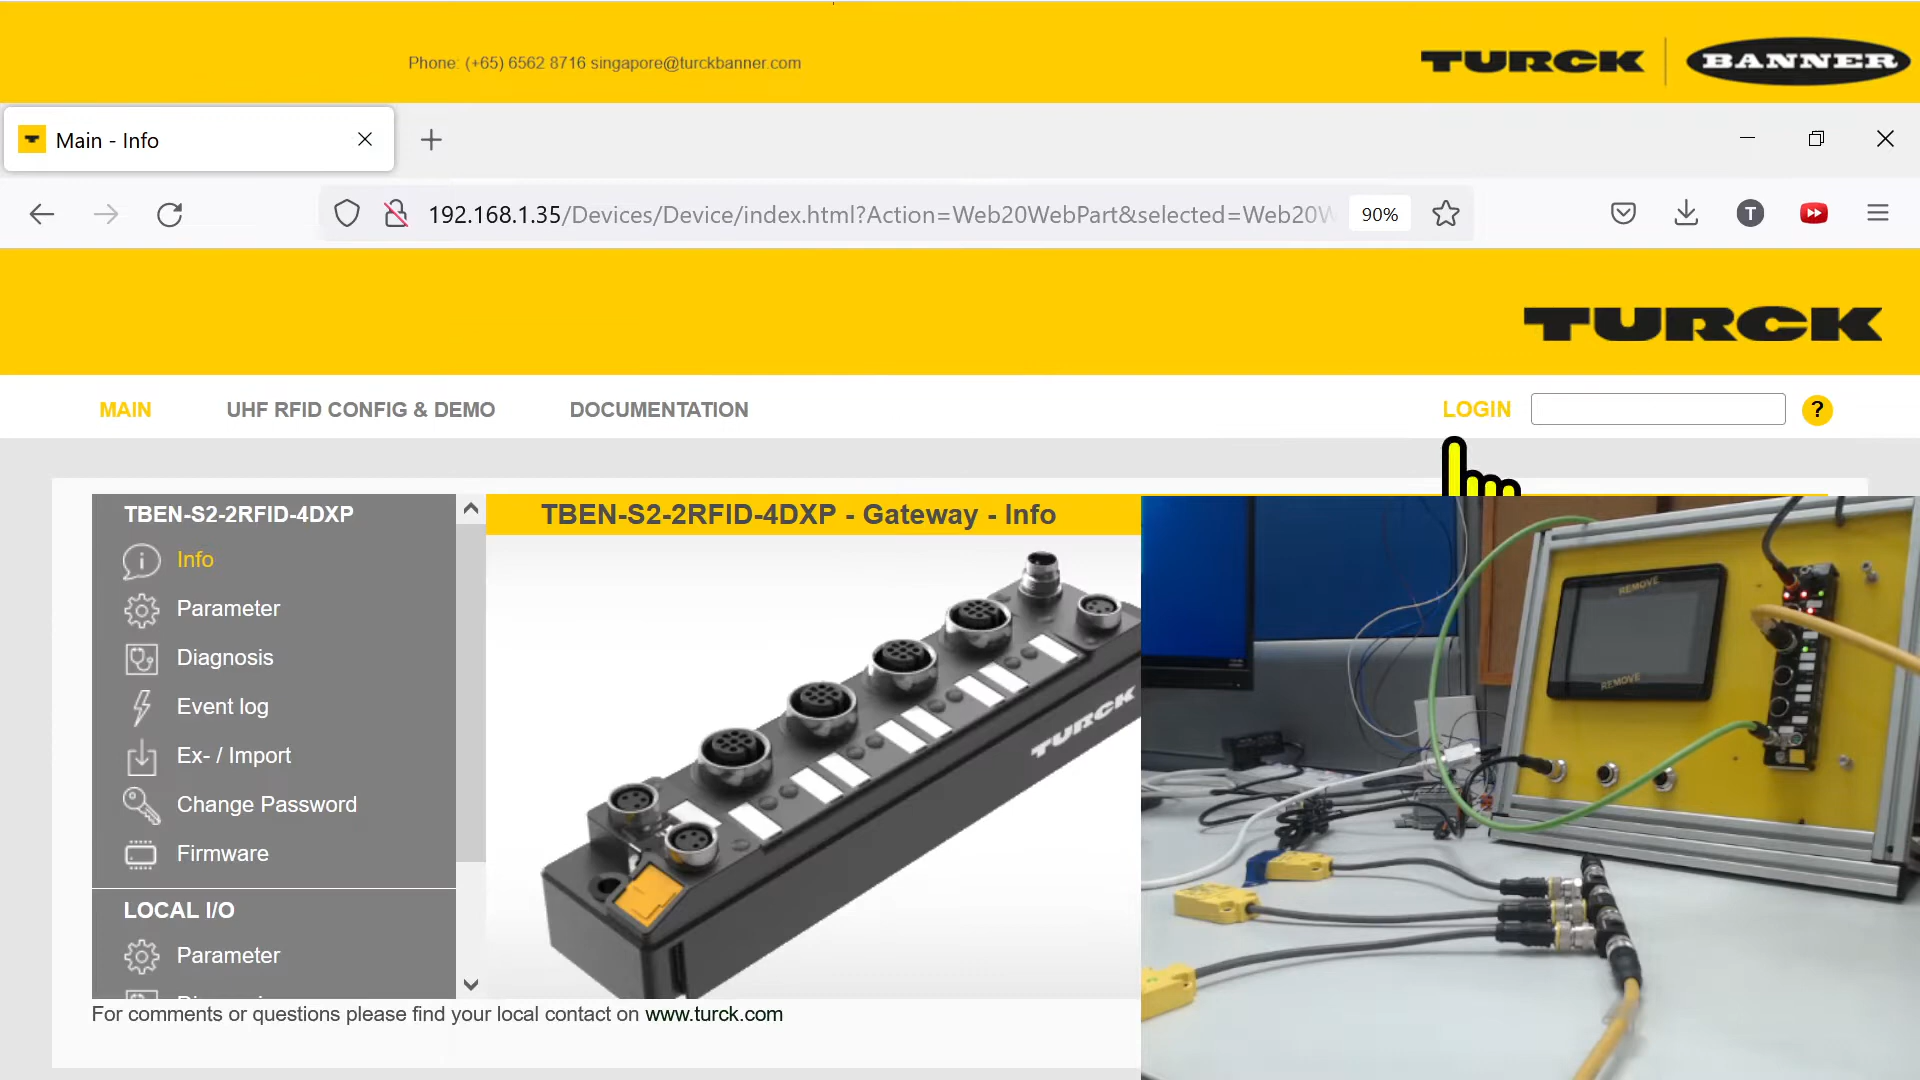 Phone: (+65) 6562 8716 singapore@turckbanner.com
TURCK
BANNER
Main - Info
192.168.1.35/Devices/Device/index.html?Action=Web20WebPart&selected=Web20W
90%
T
TURCK
MAIN
UHF RFID CONFIG & DEMO
DOCUMENTATION
LOGIN
?
TBEN-S2-2RFID-4DXP
Info
Parameter
Diagnosis
Event log
Ex- / Import
Change Password
Firmware
LOCAL I/O
Parameter
TBEN-S2-2RFID-4DXP - Gateway - Info
TURCK
REMOVE
REMOVE
For comments or questions please find your local contact on www.turck.com